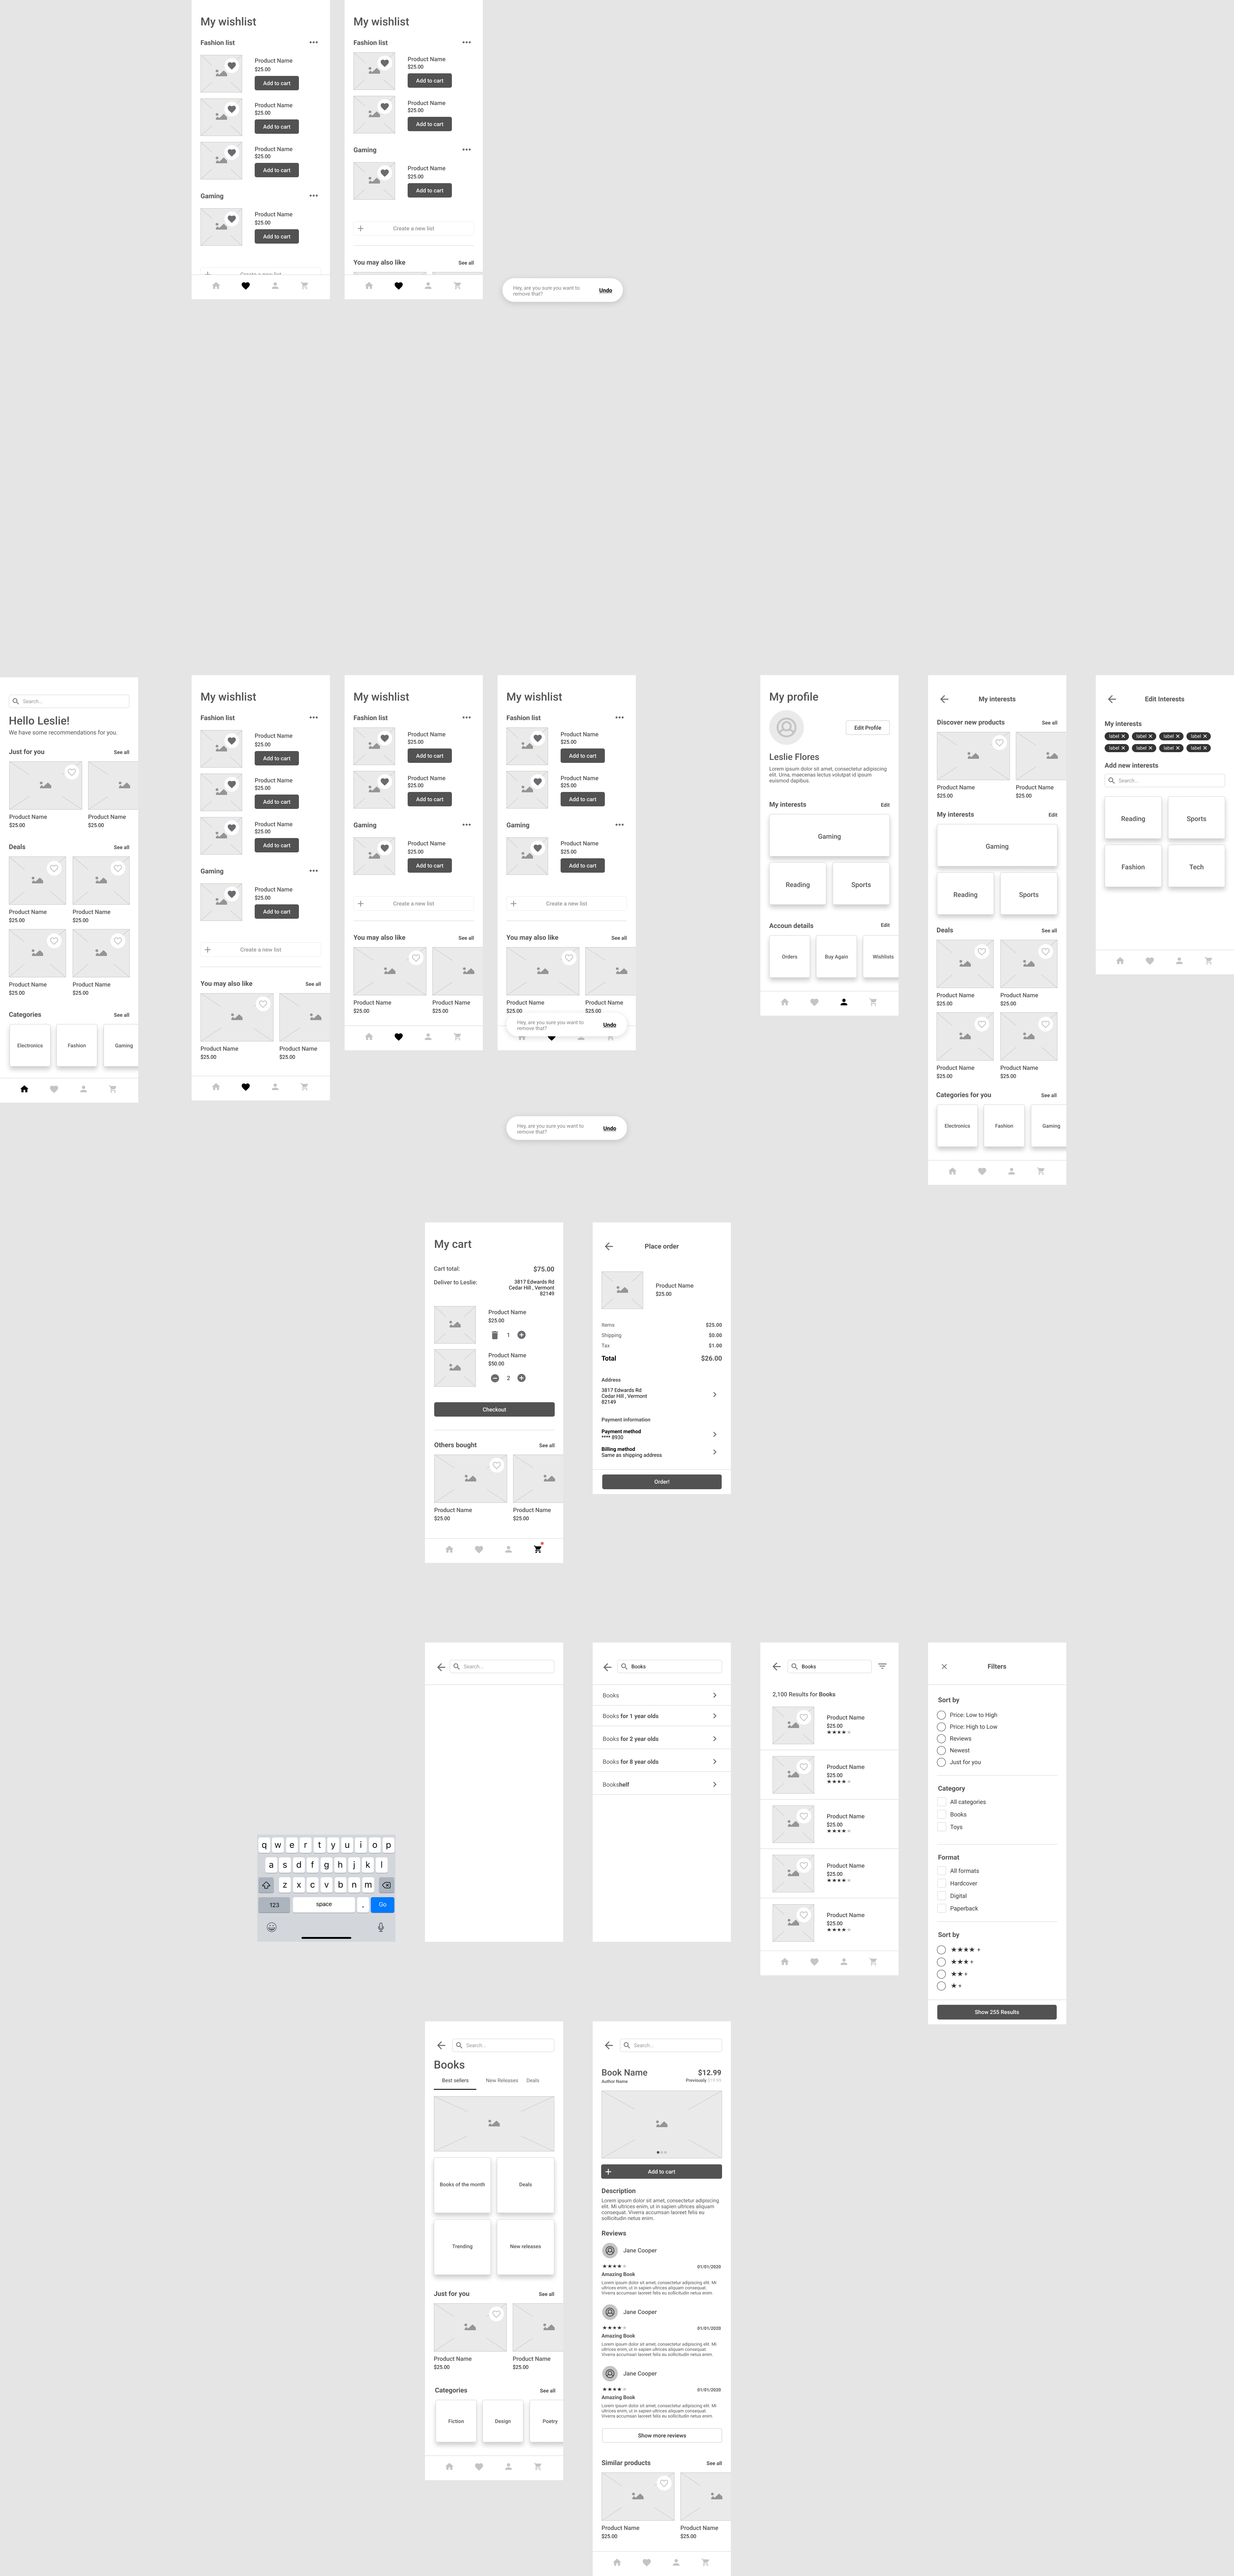 My wishlist
Fashion list
Product Name
$25.00
Add to cart
Product Name
$25.00
Add to cart
Product Name
$25.00
Add to cart
Gaming
Product Name
$25.00
Add to cart
Create a new list
My wishlist
Fashion list
Product Name
$25.00
Add to cart
Product Name
$25.00
Add to cart
Gaming
Product Name
$25.00
Add to cart
Create a new list
You may also like
See all
Hey, are you sure you want to
remove that?
Undo
Search...
Hello Leslie!
We have some recommendations for you.
Just for you
See all
Product Name
$25.00
Product Name
$25.00
Deals
See all
Product Name
$25.00
Product Name
$25.00
Product Name
$25.00
Product Name
$25.00
Categories
See all
Electronics
Fashion
Gaming
My wishlist
Fashion list
Product Name
$25.00
Add to cart
Product Name
$25.00
Add to cart
Product Name
$25.00
Add to cart
Gaming
Product Name
$25.00
Add to cart
Create a new list
You may also like
See all
Product Name
$25.00
Product Name
$25.00
My wishlist
Fashion list
Product Name
$25.00
Add to cart
Product Name
$25.00
Add to cart
Gaming
Product Name
$25.00
Add to cart
Create a new list
You may also like
See all
Product Name
$25.00
Product Name
$25.00
My wishlist
Fashion list
Product Name
$25.00
Add to cart
Product Name
$25.00
Add to cart
Gaming
Product Name
$25.00
Add to cart
Create a new list
You may also like
See all
Product Name
$25.00
Product Name
$25.00
Hey, are you sure you want to
remove that?
Undo
Hey, are you sure you want to
remove that?
Undo
My profile
Edit Profile
Leslie Flores
Lorem ipsum dolor sit amet, consectetur adipiscing
elit. Urna, maecenas lectus volutpat id ipsum
euismod dapibus.
My interests
Edit
Gaming
Reading
Sports
Accoun details
Edit
Orders
Buy Again
Wishlists
My interests
Discover new products
See all
Product Name
$25.00
Product Name
$25.00
My interests
Edit
Gaming
Reading
Sports
Deals
See all
Product Name
$25.00
Product Name
$25.00
Product Name
$25.00
Product Name
$25.00
Categories for you
See all
Electronics
Fashion
Gaming
Edit Interests
My interests
label
label
label
label
label
label
label
label
Add new interests
Search...
Reading
Sports
Fashion
Tech
My cart
Cart total:
$75.00
Deliver to Leslie:
3817 Edwards Rd
Cedar Hill , Vermont
82149
Product Name
$25.00
1
Product Name
$50.00
2
Checkout
Others bought
See all
Product Name
$25.00
Product Name
$25.00
Place order
Product Name
$25.00
Items
$25.00
Shipping
$0.00
Tax
$1.00
Total
$26.00
Address
3817 Edwards Rd
Cedar Hill , Vermont
82149
Payment information
Payment method
**** 8930
Billing method
Same as shipping address
Order!
q w e r t y u i o p
a s d f g h j k l
z x c v b n m
123
space
.
Go
Search...
Books
Books
Books for 1 year olds
Books for 2 year olds
Books for 8 year olds
Bookshelf
Books
2,100 Results for Books
Product Name
$25.00
Product Name
$25.00
Product Name
$25.00
Product Name
$25.00
Product Name
$25.00
Filters
Sort by
Price: Low to High
Price: High to Low
Reviews
Newest
Just for you
Category
All categories
Books
Toys
Format
All formats
Hardcover
Digital
Paperback
Sort by
★★★★ +
★★★ +
★★ +
★ +
Show 255 Results
Search...
Books
Best sellers
New Releases
Deals
Books of the month
Deals
Trending
New releases
Just for you
See all
Product Name
$25.00
Product Name
$25.00
Categories
See all
Fiction
Design
Poetry
Search...
Book Name
$12.99
Author Name
Previously
Add to cart
Description
Lorem ipsum dolor sit amet, consectetur adipiscing
elit. Mi ultrices enim, ut in sapien ultrices aliquam
consequat. Viverra accumsan laoreet felis eu
sollicitudin netus enim.
Reviews
Jane Cooper
01/01/2020
Amazing Book
Lorem ipsum dolor sit amet, consectetur adipiscing elit. Mi
ultrices enim, ut in sapien ultrices aliquam consequat.
Viverra accumsan laoreet felis eu sollicitudin netus enim.
Jane Cooper
01/01/2020
Amazing Book
Lorem ipsum dolor sit amet, consectetur adipiscing elit. Mi
ultrices enim, ut in sapien ultrices aliquam consequat.
Viverra accumsan laoreet felis eu sollicitudin netus enim.
Jane Cooper
01/01/2020
Amazing Book
Lorem ipsum dolor sit amet, consectetur adipiscing elit. Mi
ultrices enim, ut in sapien ultrices aliquam consequat.
Viverra accumsan laoreet felis eu sollicitudin netus enim.
Show more reviews
Similar products
See all
Product Name
$25.00
Product Name
$25.00